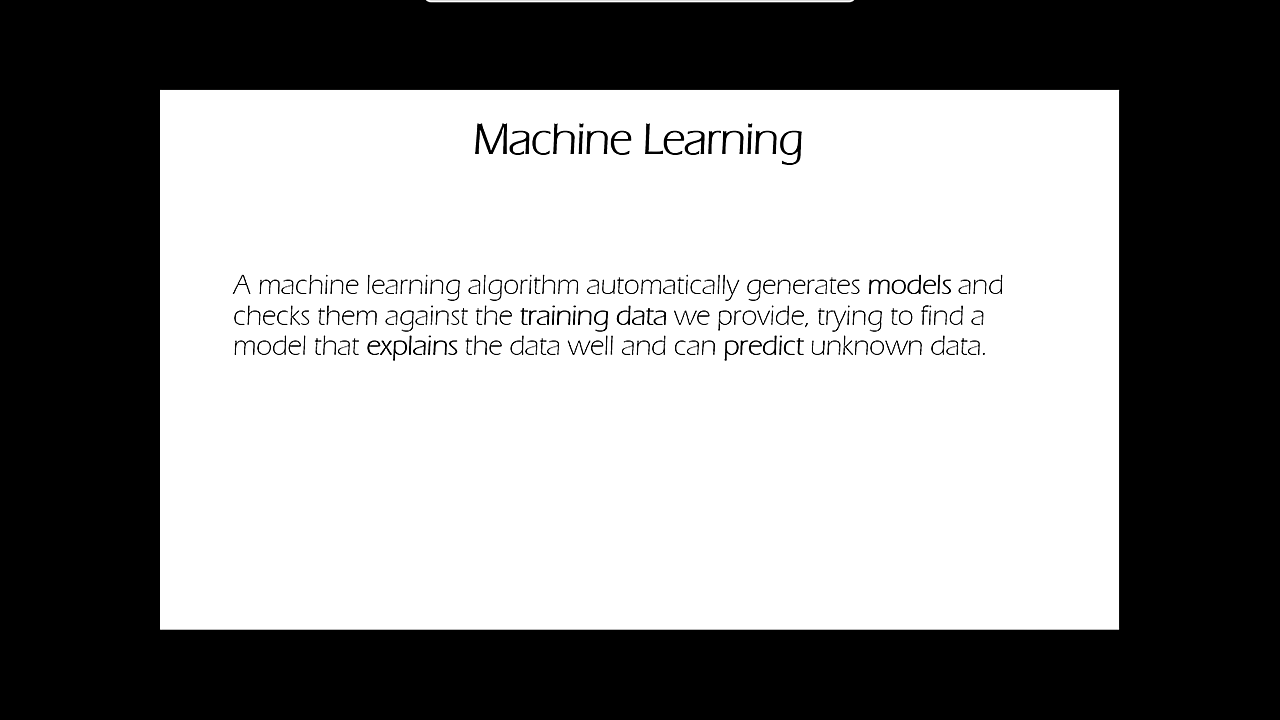 Machine Learning
A machine learning algorithm automatically generates models and
checks them against the training data we provide, trying to find a
model that explains the data well and can predict unknown data.